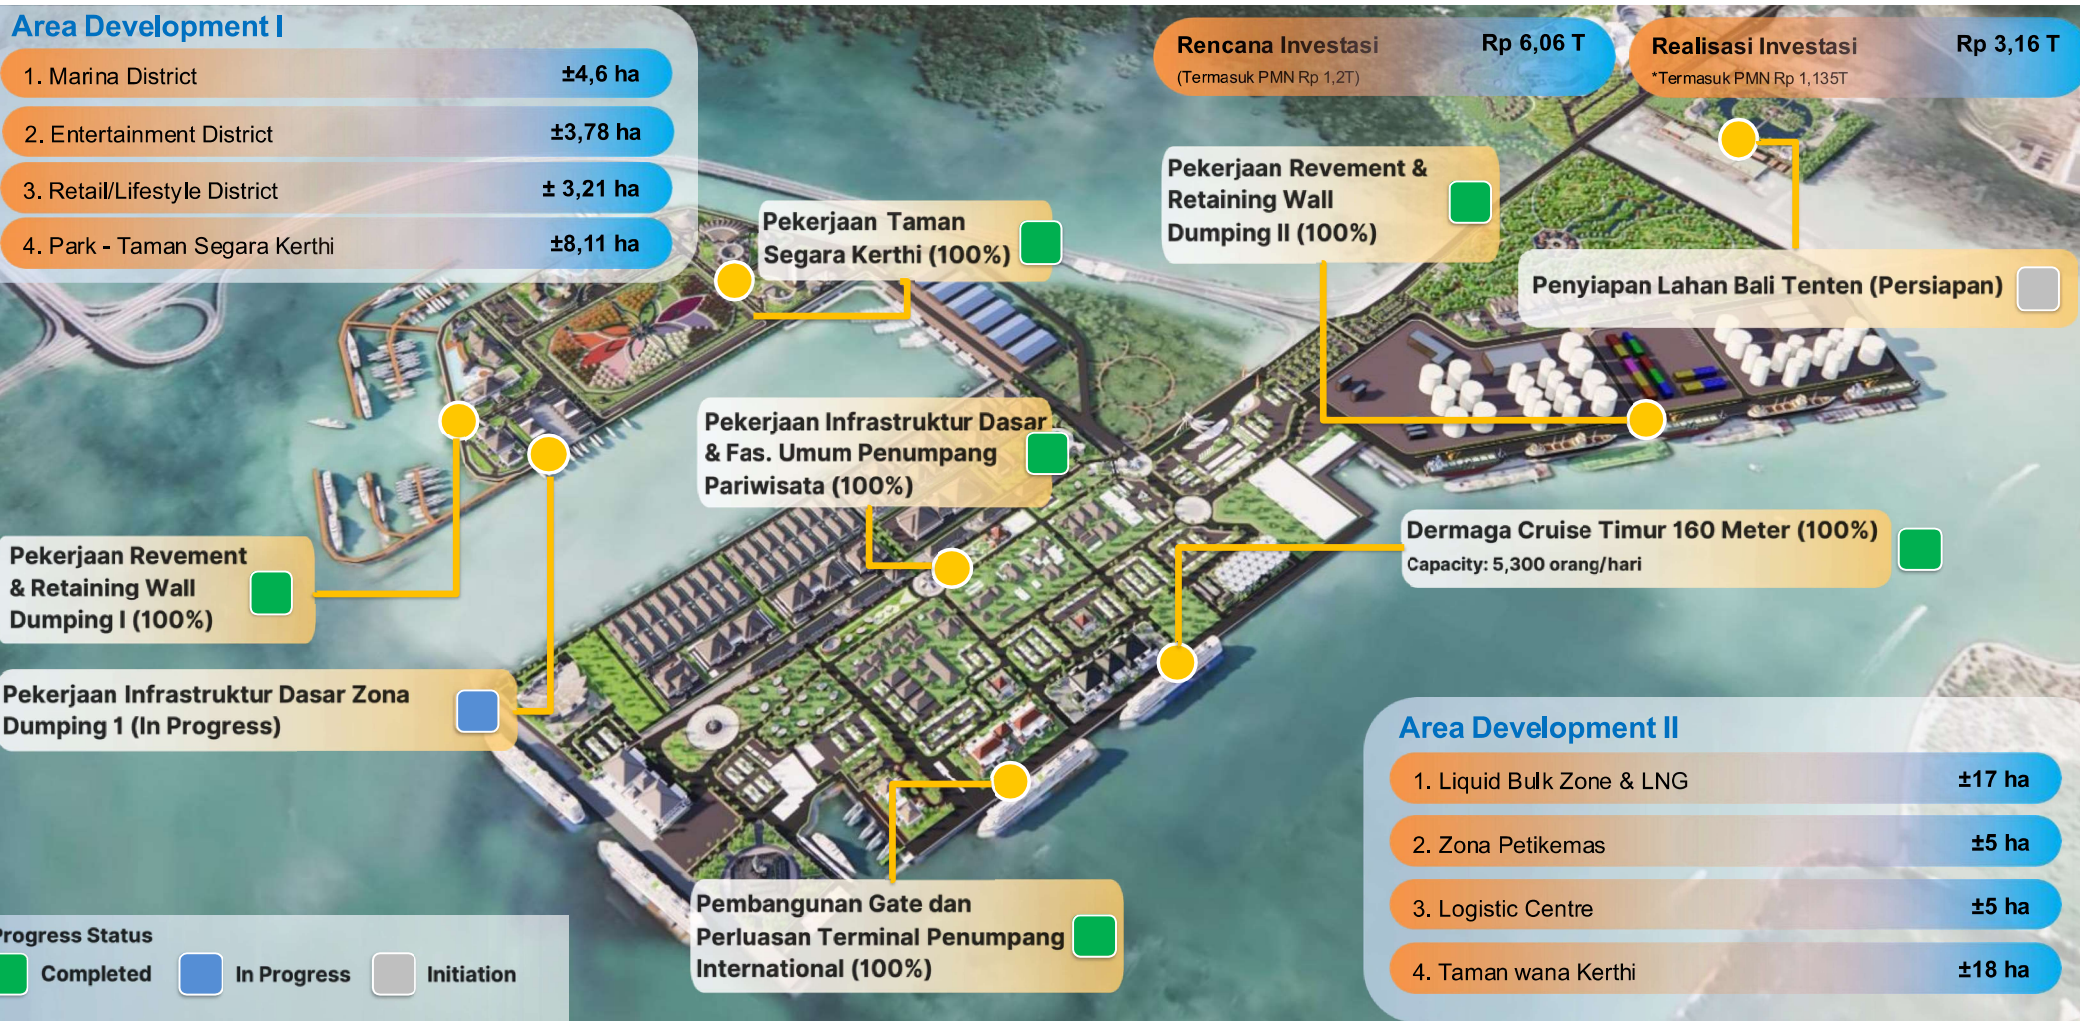 Area Development I
1. Marina District ±4,6 ha
2. Entertainment District ±3,78 ha
3. Retail/Lifestyle District ± 3,21 ha
4. Park - Taman Segara Kerthi ±8,11 ha
Rencana Investasi Rp 6,06 T
(Termasuk PMN Rp 1,2T)
Realisasi Investasi Rp 3,16 T
*Termasuk PMN Rp 1,135T
Pekerjaan Taman
Segara Kerthi (100%)
Pekerjaan Revement &
Retaining Wall
Dumping II (100%)
Penyiapan Lahan Bali Tenten (Persiapan)
Pekerjaan Infrastruktur Dasar
& Fas. Umum Penumpang
Pariwisata (100%)
Dermaga Cruise Timur 160 Meter (100%)
Capacity: 5,300 orang/hari
Pekerjaan Revement
& Retaining Wall
Dumping I (100%)
Pekerjaan Infrastruktur Dasar Zona
Dumping 1 (In Progress)
Pembangunan Gate dan
Perluasan Terminal Penumpang
International (100%)
Area Development II
1. Liquid Bulk Zone & LNG ±17 ha
2. Zona Petikemas ±5 ha
3. Logistic Centre ±5 ha
4. Taman wana Kerthi ±18 ha
Progress Status
Completed In Progress Initiation